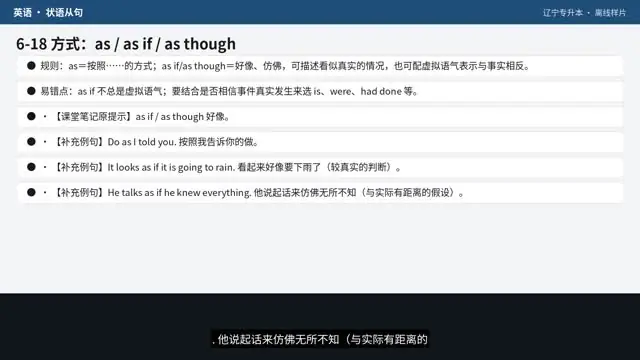 英语 · 状语从句
辽宁专升本 · 离线样片
6-18 方式：as / as if / as though
● 规则：as＝按照……的方式；as if/as though＝好像、仿佛，可描述看似真实的情况，也可配虚拟语气表示与事实相反。
● 易错点：as if 不总是虚拟语气；要结合是否相信事件真实发生来选 is、were、had done 等。
● · 【课堂笔记原提示】as if / as though 好像。
● · 【补充例句】Do as I told you. 按照我告诉你的做。
● · 【补充例句】It looks as if it is going to rain. 看起来好像要下雨了（较真实的判断）。
● · 【补充例句】He talks as if he knew everything. 他说起话来仿佛无所不知（与实际有距离的假设）。
. 他说起话来仿佛无所不知（与实际有距离的